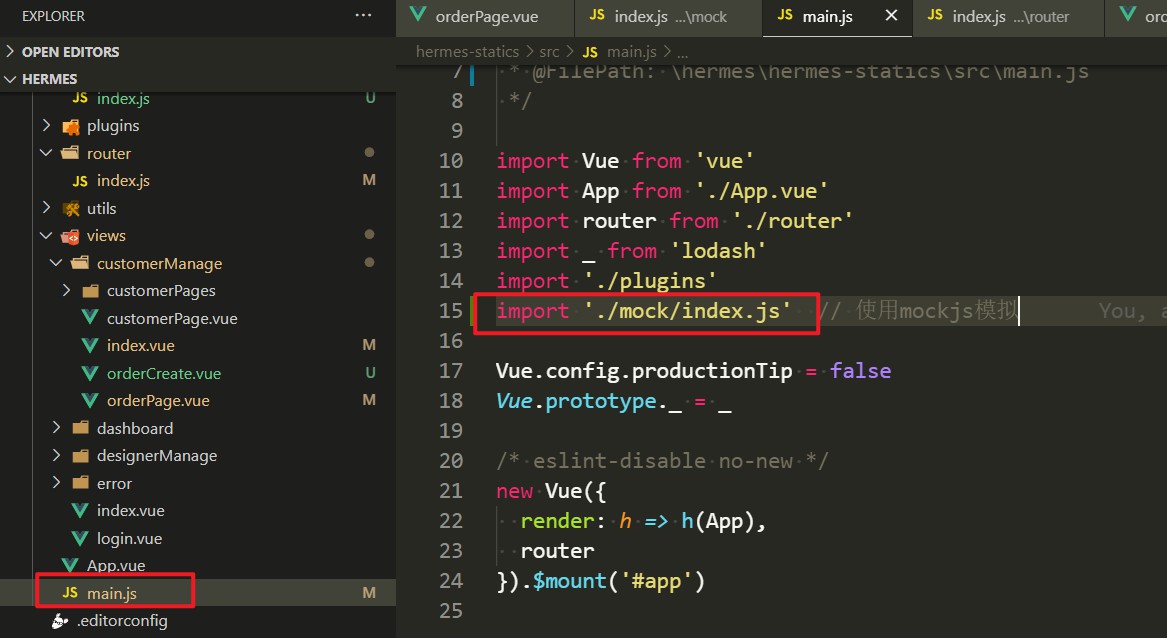 EXPLORER ...
OPEN EDITORS
HERMES
JS index.js U
plugins
router
JS index.js M
utils
views
customerManage
customerPages
customerPage.vue
index.vue M
orderCreate.vue U
orderPage.vue M
dashboard
designerManage
error
index.vue
login.vue
App.vue
JS main.js M
.editorconfig
orderPage.vue JS index.js ...\mock JS main.js × JS index.js ...\router ord
hermes-statics > src > JS main.js > ...
7 * @FilePath: \hermes\hermes-statics\src\main.js
8 */
9
10 import Vue from 'vue'
11 import App from './App.vue'
12 import router from './router'
13 import _ from 'lodash'
14 import './plugins'
15 import './mock/index.js' // 使用mockjs模拟 You, a
16
17 Vue.config.productionTip = false
18 Vue.prototype._ = _
19
20 /* eslint-disable no-new */
21 new Vue({
22 render: h => h(App),
23 router
24 }).$mount('#app')
25